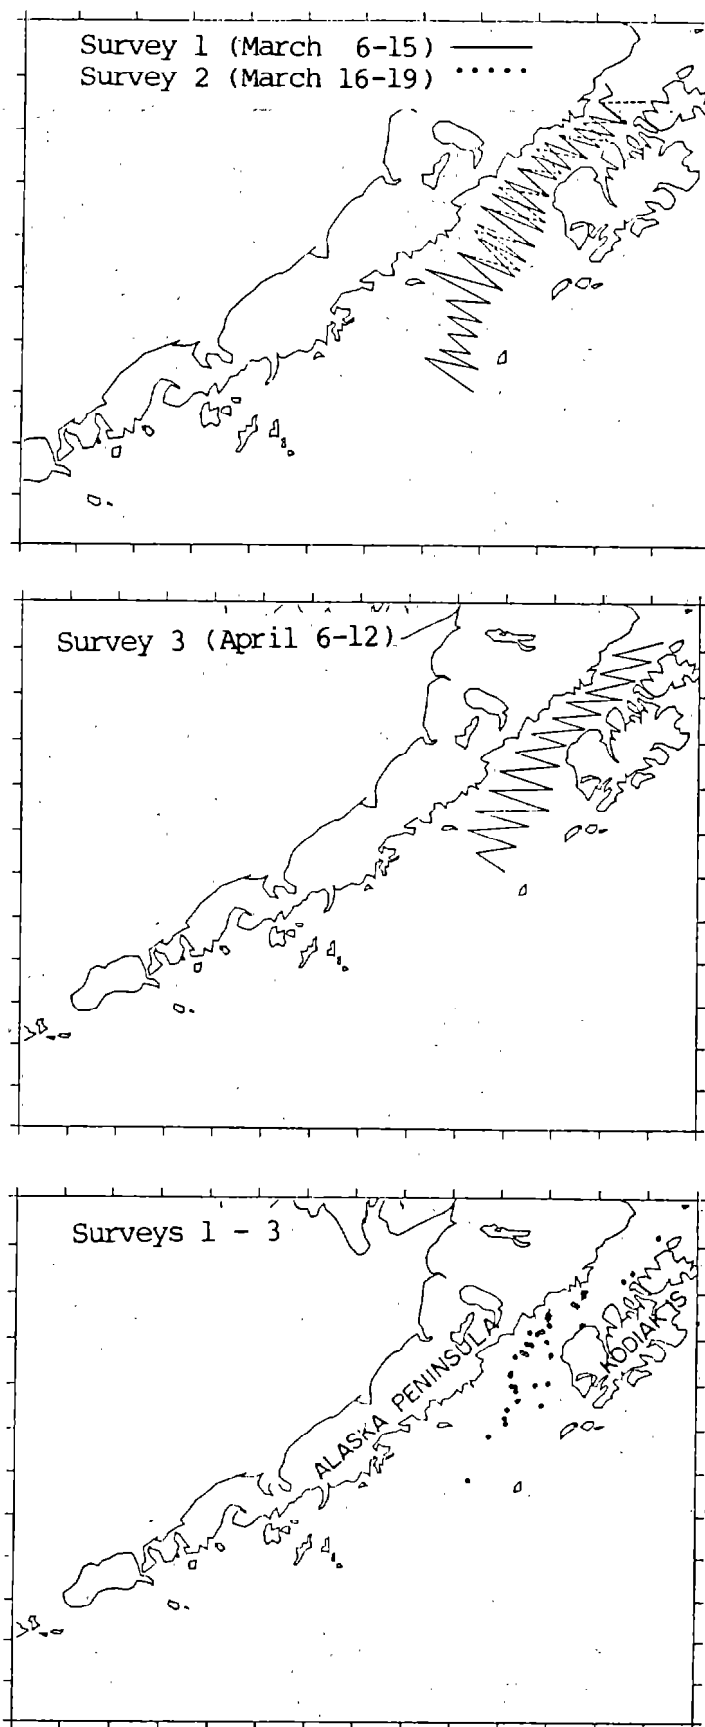 Survey 1 (March 6-15)
Survey 2 (March 16-19)
Survey 3 (April 6-12)
Surveys 1 - 3
ALASKA PENINSULA
KODIAK IS